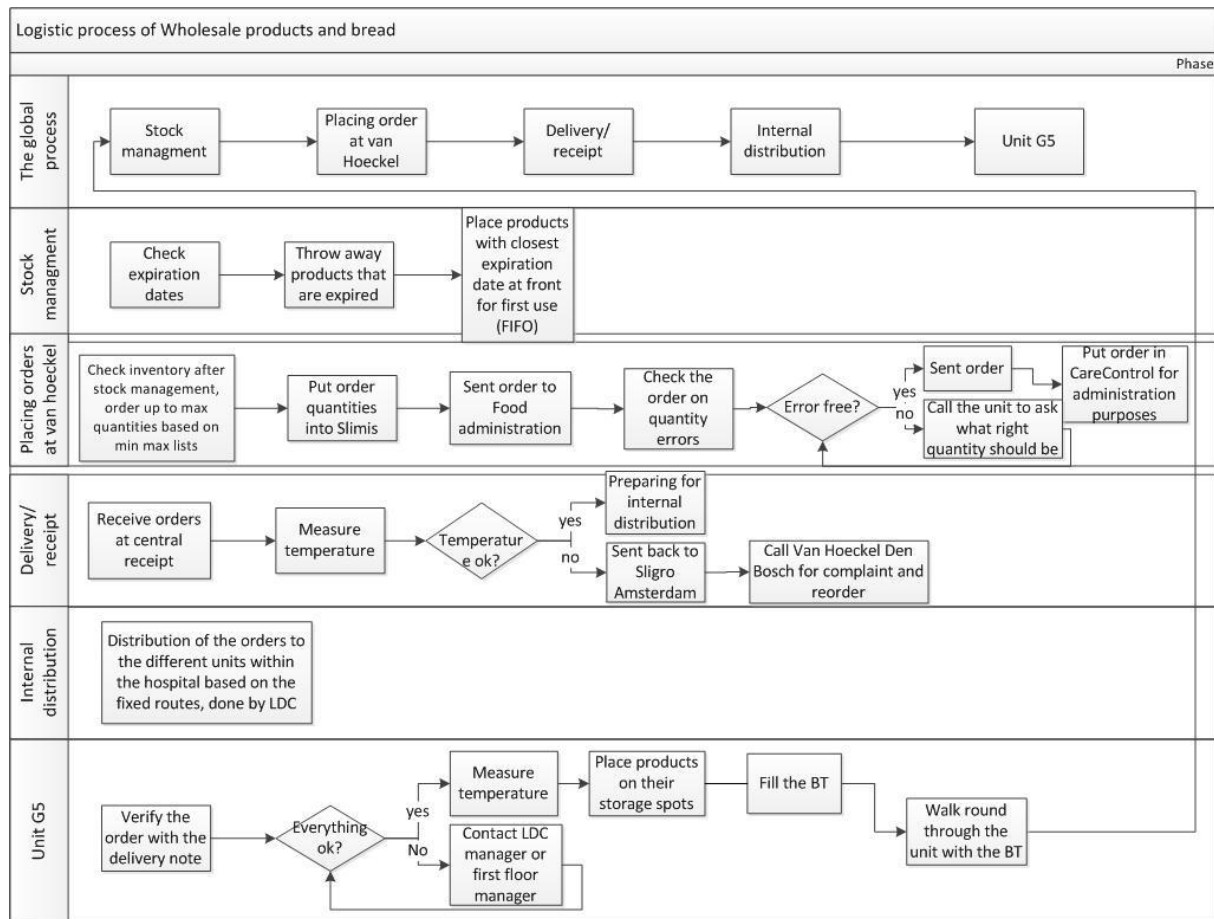 Logistic process of Wholesale products and bread
Phase
The global
process
Stock
managment
Placing order
at van
Hoeckel
Delivery/
receipt
Internal
distribution
Unit G5
Stock
managment
Check
expiration
dates
Throw away
products that
are expired
Place products
with closest
expiration
date at front
for first use
(FIFO)
Placing orders
at van hoeckel
Check inventory after
stock management,
order up to max
quantities based on
min max lists
Put order
quantities
into Slimis
Sent order to
Food
administration
Check the
order on
quantity
errors
Error free?
yes
no
Sent order
Put order in
CareControl for
administration
purposes
Call the unit to ask
what right
quantity should be
Delivery/
receipt
Receive orders
at central
receipt
Measure
temperature
Temperatur
e ok?
yes
no
Preparing for
internal
distribution
Sent back to
Sligro
Amsterdam
Call Van Hoeckel Den
Bosch for complaint and
reorder
Internal
distribution
Distribution of the orders to
the different units within
the hospital based on the
fixed routes, done by LDC
Unit G5
Verify the
order with the
delivery note
Everything
ok?
yes
No
Measure
temperature
Place products
on their
storage spots
Fill the BT
Walk round
through the
unit with the BT
Contact LDC
manager or
first floor
manager